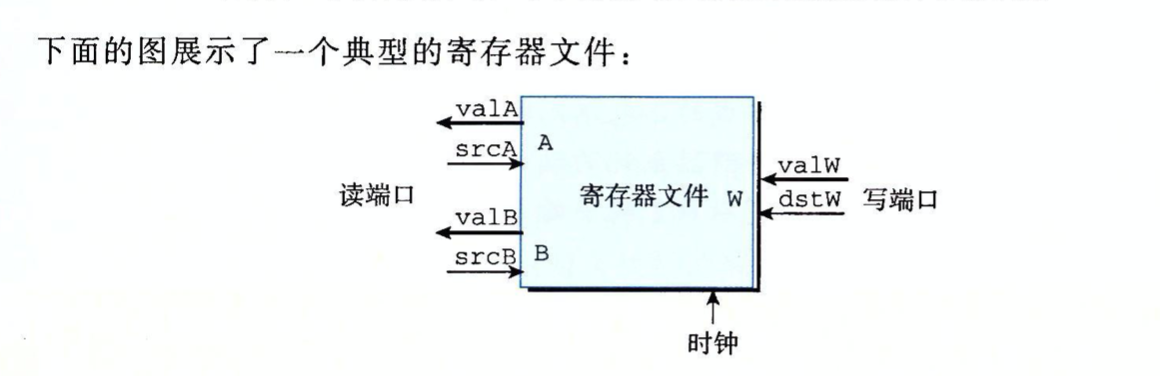 下面的图展示了一个典型的寄存器文件：
valA
A
srcA
valW
读端口
寄存器文件 W
dstW
写端口
valB
srcB
B
时钟